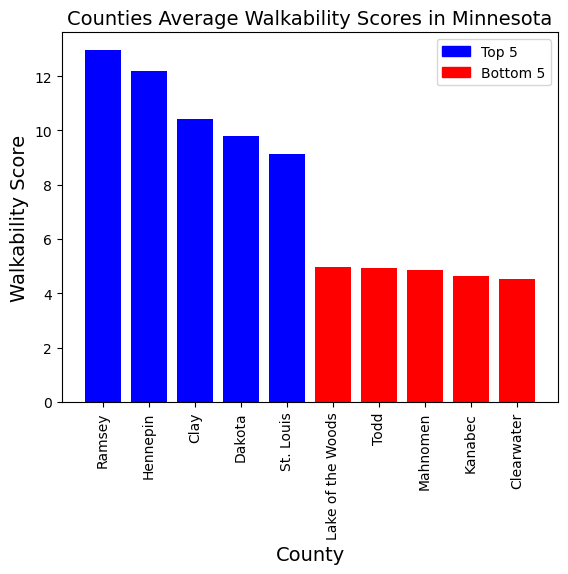 Counties Average Walkability Scores in Minnesota
Top 5
Bottom 5
Walkability Score
12
10
8
6
4
2
0
Ramsey
Hennepin
Clay
Dakota
St. Louis
Lake of the Woods
Todd
Mahnomen
Kanabec
Clearwater
County